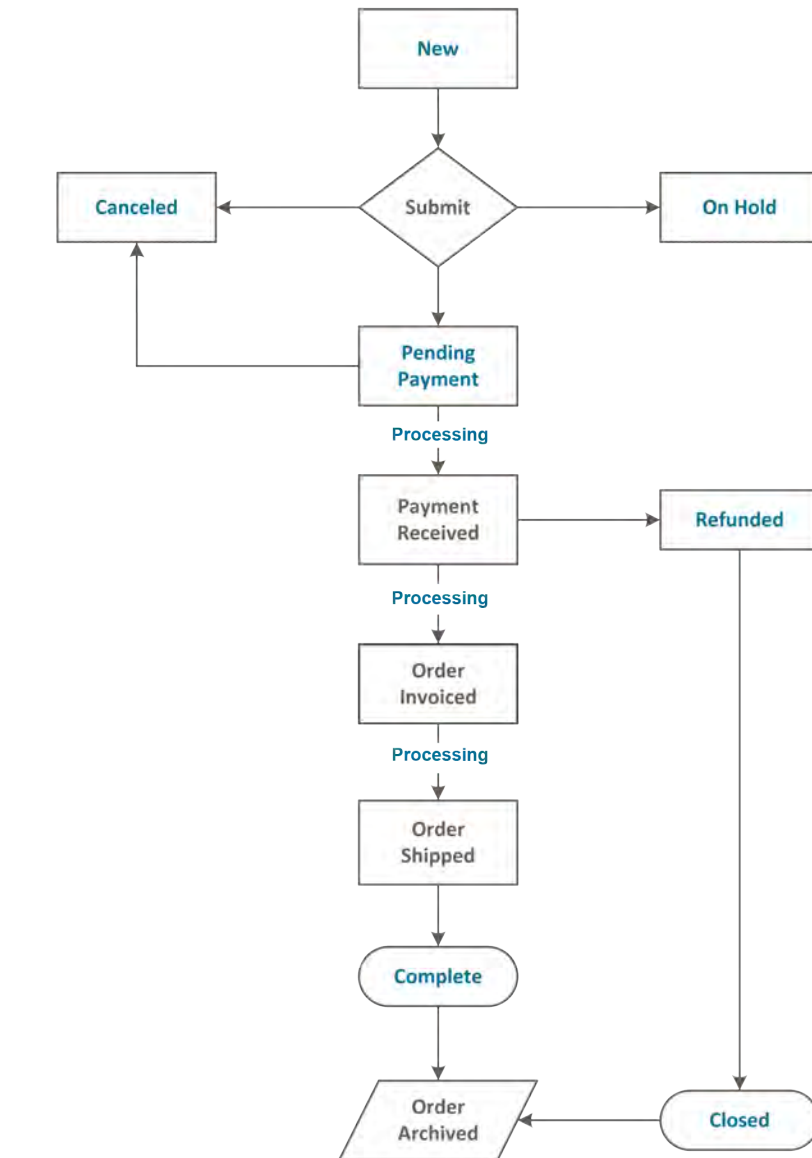 New
Canceled
Submit
On Hold
Pending
Payment
Processing
Payment
Received
Refunded
Processing
Order
Invoiced
Processing
Order
Shipped
Complete
Order
Archived
Closed